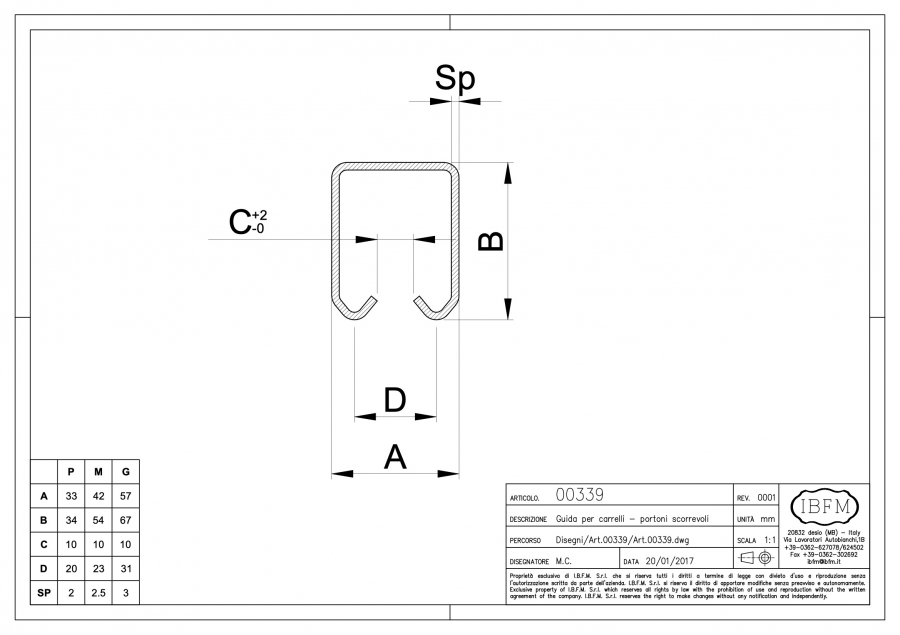 Sp
C+2
-0
B
D
A
P M G
A 33 42 57
B 34 54 67
C 10 10 10
D 20 23 31
SP 2 2.5 3
ARTICOLO. 00339
REV. 0001
DESCRIZIONE Guida per carrelli - portoni scorrevoli
UNITÀ mm
PERCORSO Disegni/Art.00339/Art.00339.dwg
SCALA 1:1
DISEGNATORE M.C.
DATA 20/01/2017
IBFM
20832 desio (MB) - Italy
Via Lavoratori Autobianchi,1B
+39-0362-627078/624502
Fax +39-0362-302692
ibfm@ibfm.it
Proprietà esclusiva di I.B.F.M. S.r.l. che si riserva tutti i diritti a termine di legge con divieto d'uso e riproduzione senza
l'autorizzazione scritta da parte dell'azienda. I.B.F.M. S.r.l. si riserva il diritto di apportare modifiche senza preavviso e autonomamente.
Exclusive property of I.B.F.M. S.r.l. which reserves all rights by law with the prohibition of use and reproduction without the written
agreement of the company. I.B.F.M. S.r.l. reserves the right to make changes without any notification and independently.